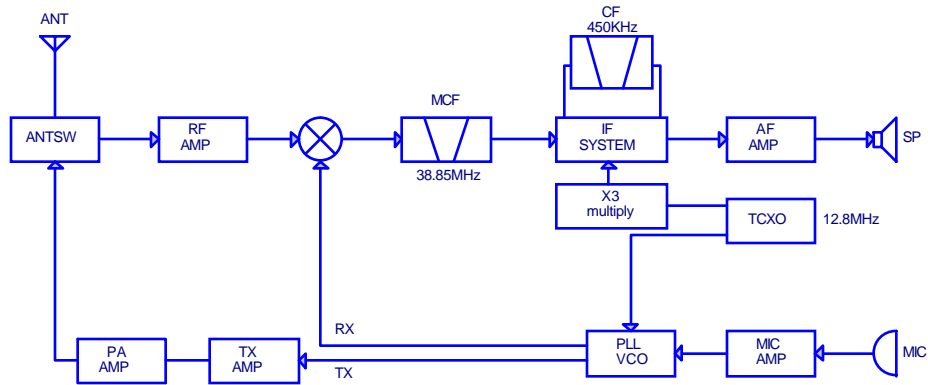 ANT
CF
450KHz
MCF
ANTSW
RF
AMP
IF
SYSTEM
AF
AMP
SP
38.85MHz
X3
multiply
TCXO
12.8MHz
RX
TX
PA
AMP
TX
AMP
PLL
VCO
MIC
AMP
MIC